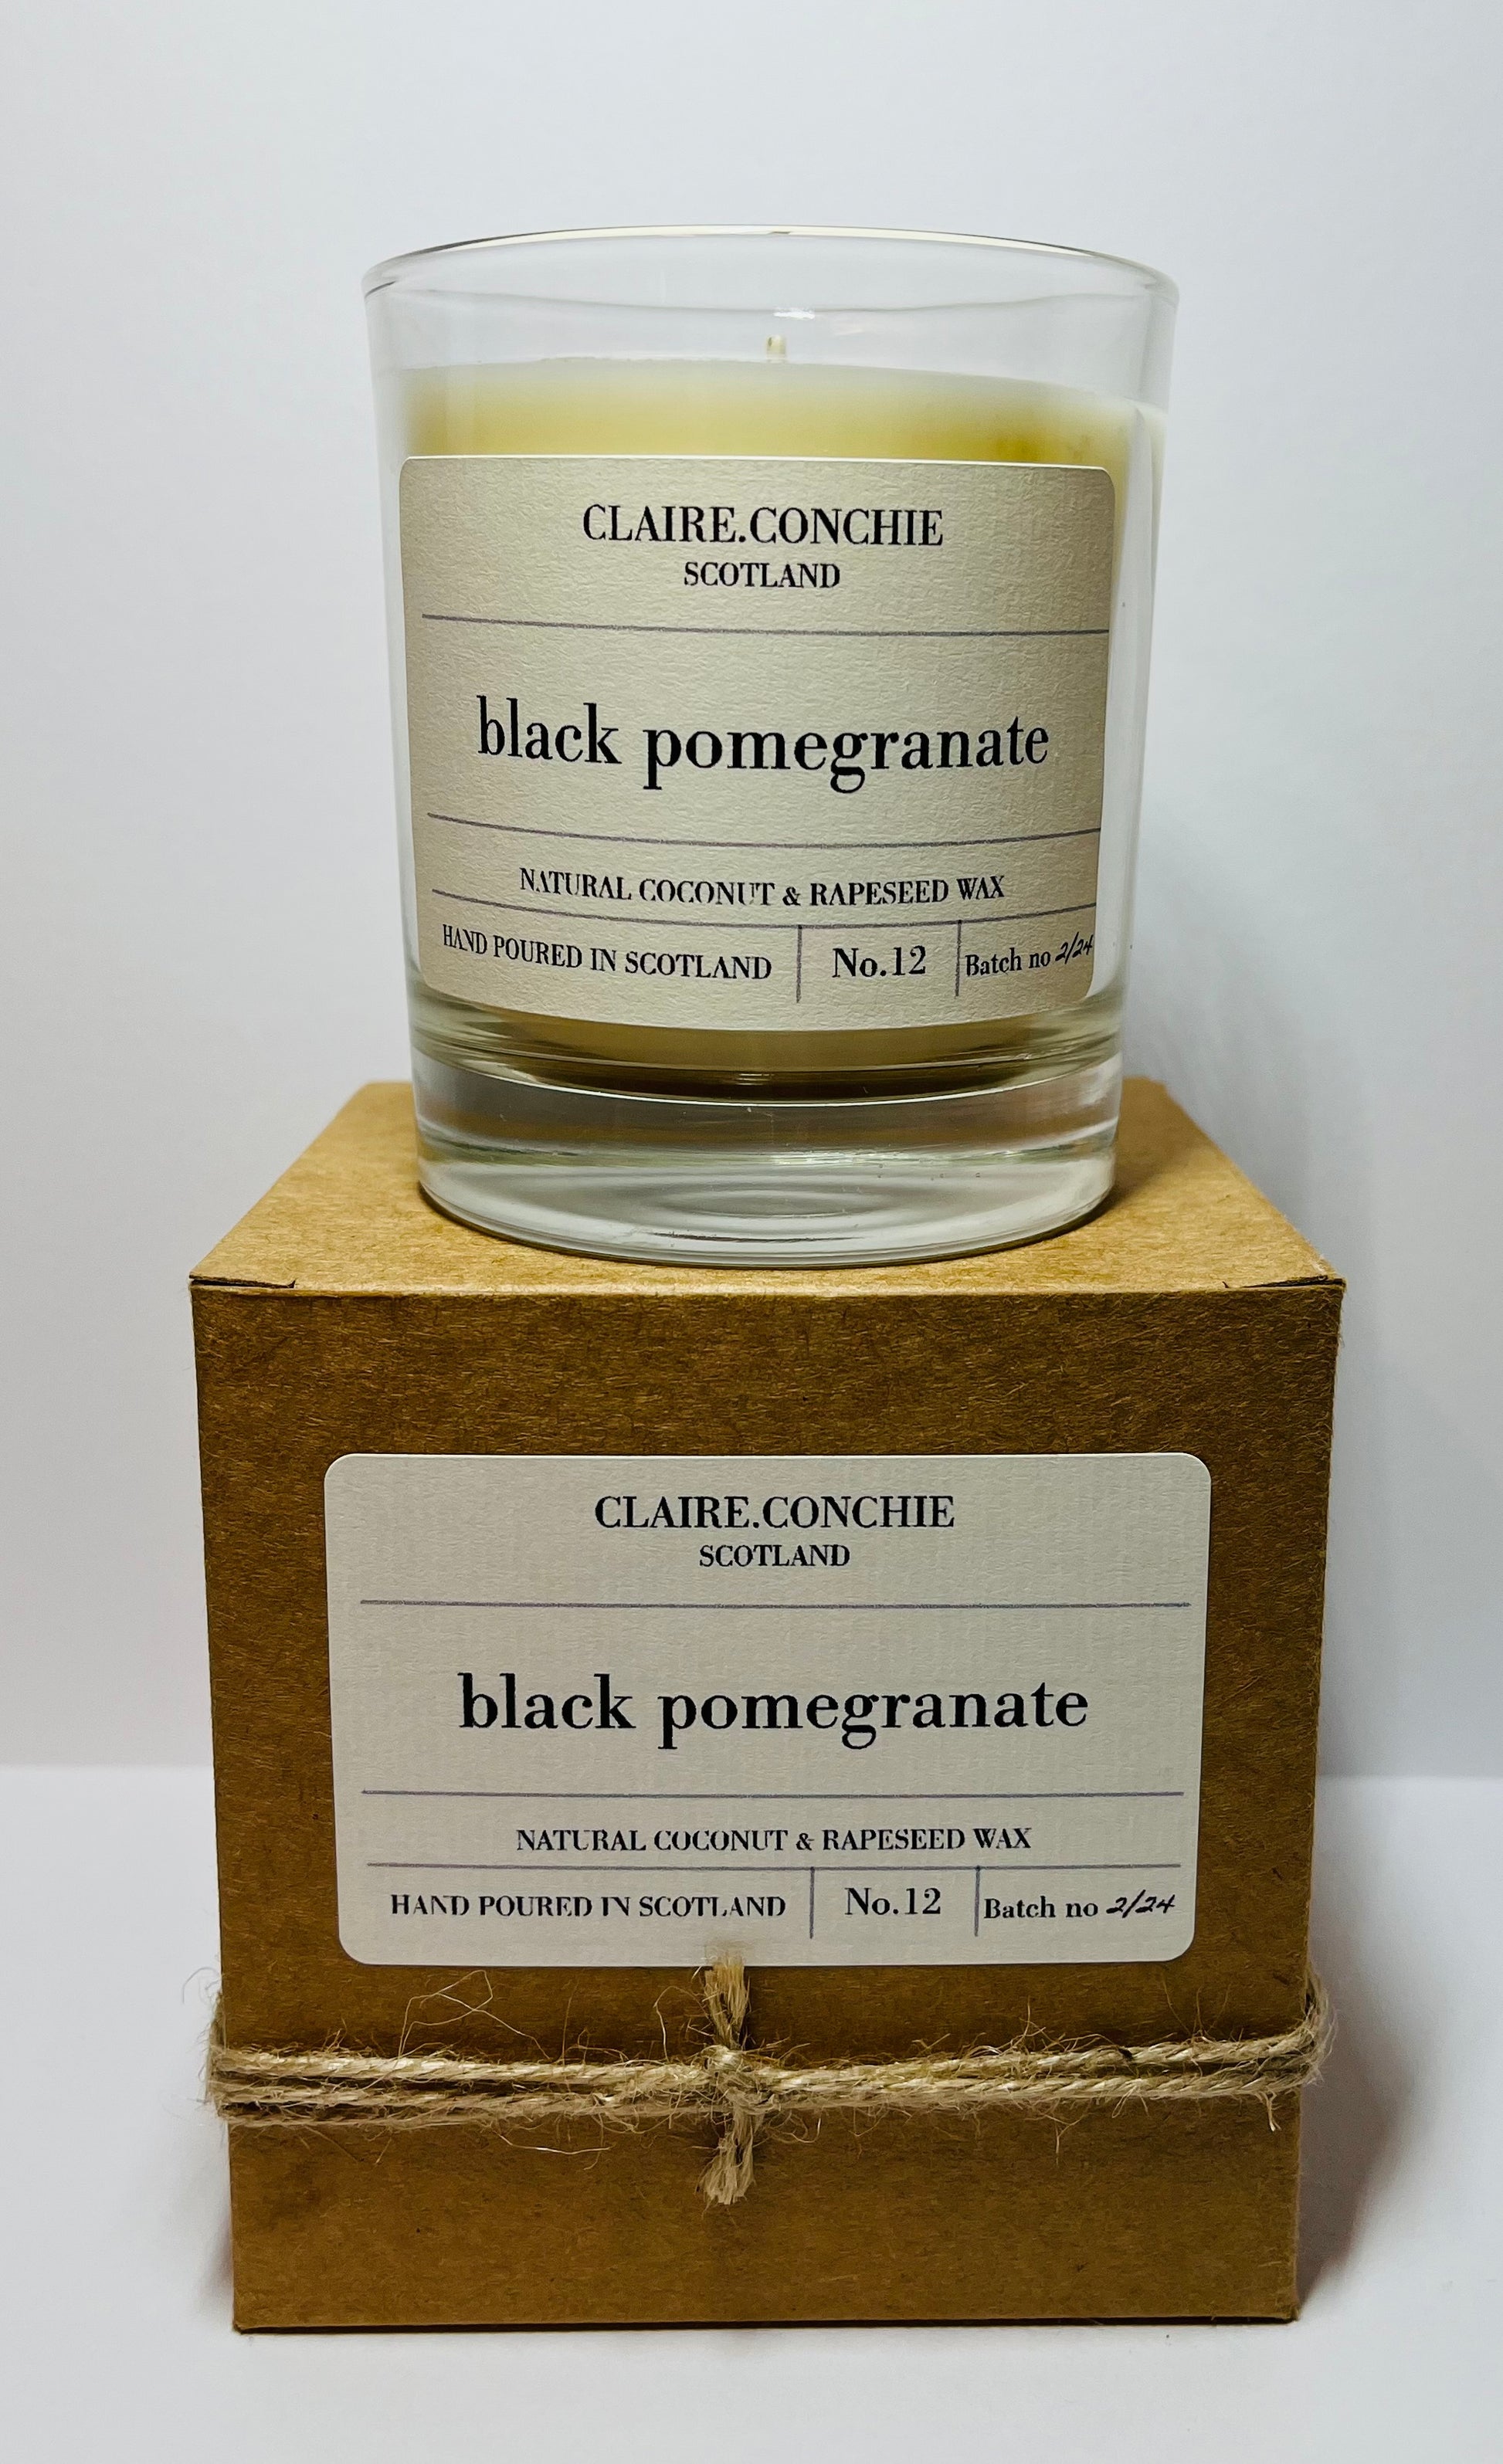 CLAIRE.CONCHIE
SCOTLAND
black pomegranate
NATURAL COCONUT & RAPESEED WAX
HAND POURED IN SCOTLAND No.12 Batch no 2/24
CLAIRE.CONCHIE
SCOTLAND
black pomegranate
NATURAL COCONUT & RAPESEED WAX
HAND POURED IN SCOTLAND No.12 Batch no 2/24